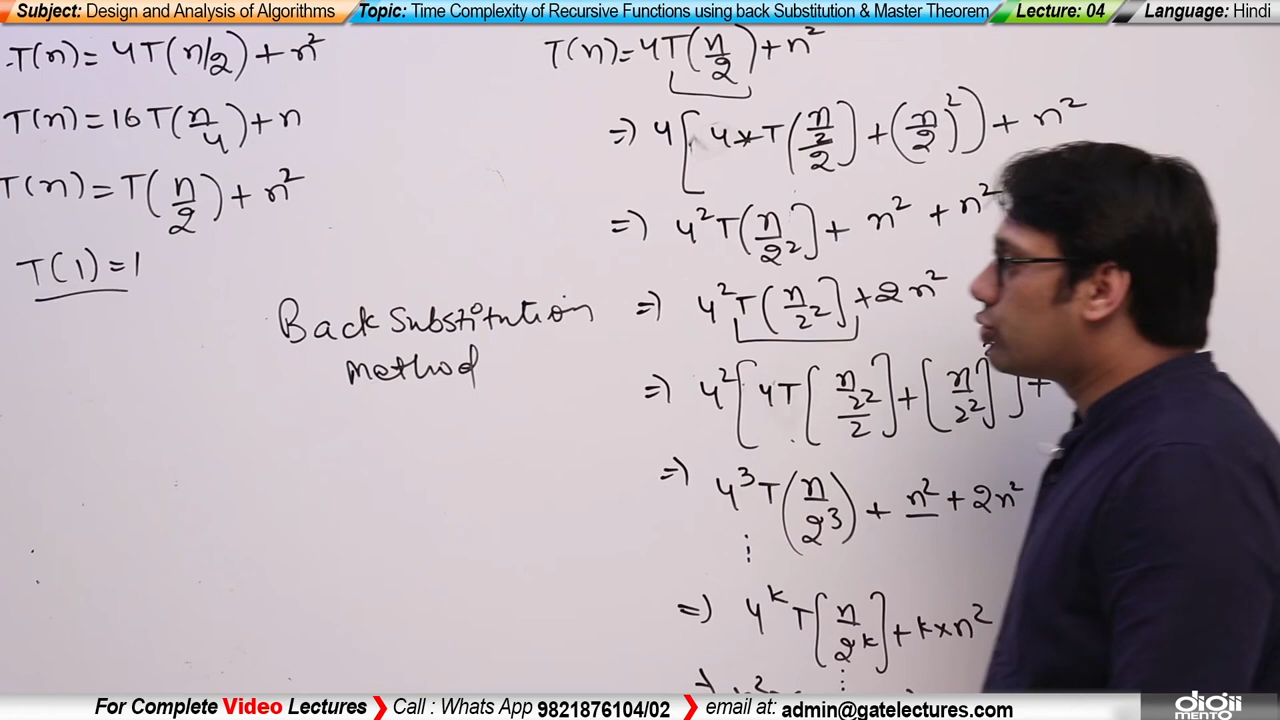 Subject: Design and Analysis of Algorithms Topic: Time Complexity of Recursive Functions using back Substitution & Master Theorem Lecture: 04 Language: Hindi
T(n)= 4T(n/2)+n²
T(n)=16T(n/4)+n
T(n)=T(n/2)+n²
T(1)=1
Back Substitution
method
T(n)=4T(n/2)+n²
=) 4[4*T(n/2/2]+(n/2)²)+n²
=) 4²T(n/2²]+ n² + n²
=) 4²T(n/2²]+2n²
=) 4²[4T[n/2²/2]+[n/2²]]+
=) 4³T(n/2³)+ n² + 2n²
⋮
=) 4ᵏT[n/2ᵏ]+k×n²
⋮
For Complete Video Lectures ❯ Call : Whats App 9821876104/02 ❯ email at: admin@gatelectures.com
digii
MENTO